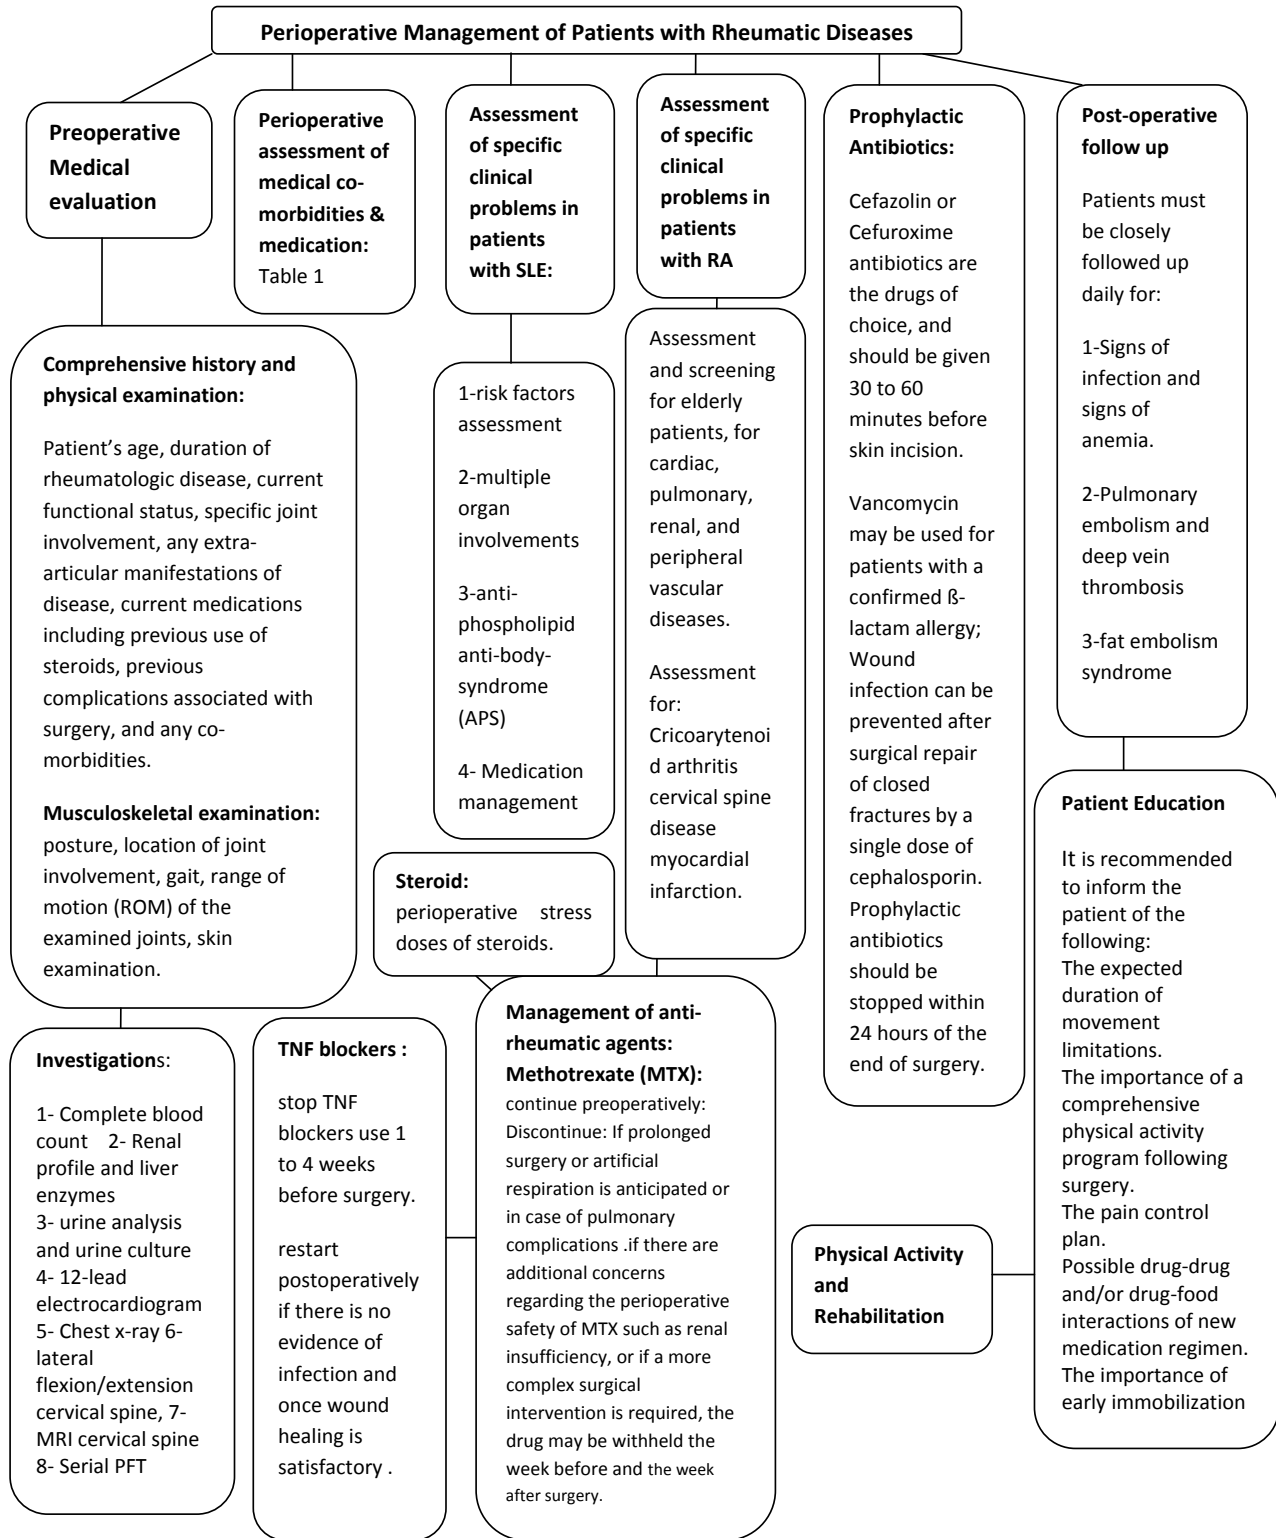 Perioperative Management of Patients with Rheumatic Diseases
Preoperative
Medical
evaluation
Perioperative
assessment of
medical co-
morbidities &
medication:
Table 1
Assessment
of specific
clinical
problems in
patients
with SLE:
Assessment
of specific
clinical
problems in
patients
with RA
Prophylactic
Antibiotics:
Cefazolin or
Cefuroxime
antibiotics are
the drugs of
choice, and
should be given
30 to 60
minutes before
skin incision.
Vancomycin
may be used for
patients with a
confirmed ß-
lactam allergy;
Wound
infection can be
prevented after
surgical repair
of closed
fractures by a
single dose of
cephalosporin.
Prophylactic
antibiotics
should be
stopped within
24 hours of the
end of surgery.
Post-operative
follow up
Patients must
be closely
followed up
daily for:
1-Signs of
infection and
signs of
anemia.
2-Pulmonary
embolism and
deep vein
thrombosis
3-fat embolism
syndrome
Comprehensive history and
physical examination:
Patient’s age, duration of
rheumatologic disease, current
functional status, specific joint
involvement, any extra-
articular manifestations of
disease, current medications
including previous use of
steroids, previous
complications associated with
surgery, and any co-
morbidities.
Musculoskeletal examination:
posture, location of joint
involvement, gait, range of
motion (ROM) of the
examined joints, skin
examination.
1-risk factors
assessment
2-multiple
organ
involvements
3-anti-
phospholipid
anti-body-
syndrome
(APS)
4- Medication
management
Assessment
and screening
for elderly
patients, for
cardiac,
pulmonary,
renal, and
peripheral
vascular
diseases.
Assessment
for:
Cricoarytenoi
d arthritis
cervical spine
disease
myocardial
infarction.
Steroid:
perioperative stress
doses of steroids.
Patient Education
It is recommended
to inform the
patient of the
following:
The expected
duration of
movement
limitations.
The importance of a
comprehensive
physical activity
program following
surgery.
The pain control
plan.
Possible drug-drug
and/or drug-food
interactions of new
medication regimen.
The importance of
early immobilization
Investigations:
1- Complete blood
count 2- Renal
profile and liver
enzymes
3- urine analysis
and urine culture
4- 12-lead
electrocardiogram
5- Chest x-ray 6-
lateral
flexion/extension
cervical spine, 7-
MRI cervical spine
8- Serial PFT
TNF blockers :
stop TNF
blockers use 1
to 4 weeks
before surgery.
restart
postoperatively
if there is no
evidence of
infection and
once wound
healing is
satisfactory .
Management of anti-
rheumatic agents:
Methotrexate (MTX):
continue preoperatively:
Discontinue: If prolonged
surgery or artificial
respiration is anticipated or
in case of pulmonary
complications .if there are
additional concerns
regarding the perioperative
safety of MTX such as renal
insufficiency, or if a more
complex surgical
intervention is required, the
drug may be withheld the
week before and the week
after surgery.
Physical Activity
and
Rehabilitation